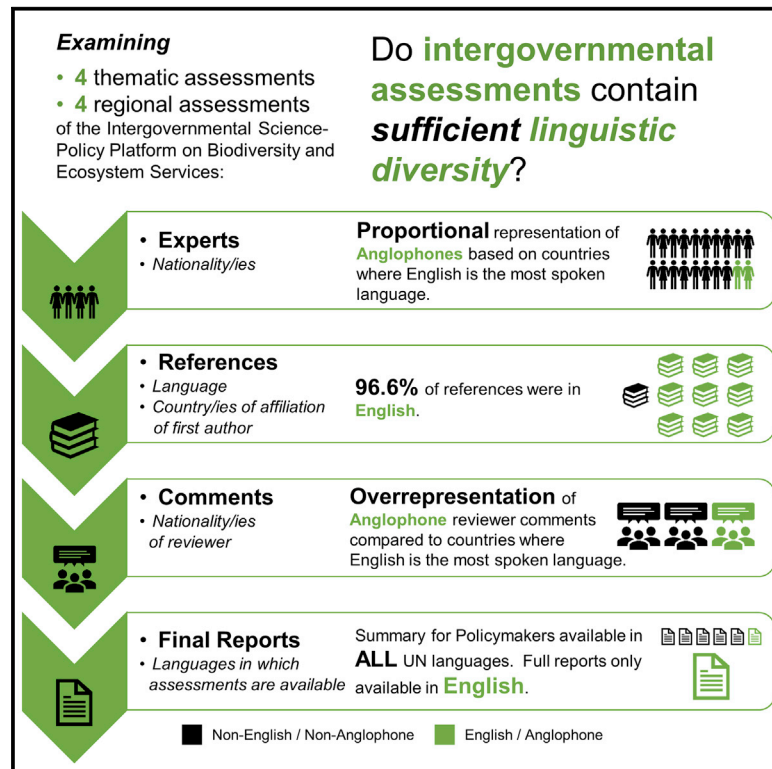 Examining
• 4 thematic assessments
• 4 regional assessments
of the Intergovernmental Science-
Policy Platform on Biodiversity and
Ecosystem Services:
Do intergovernmental
assessments contain
sufficient linguistic
diversity?
• Experts
• Nationality/ies
Proportional representation of
Anglophones based on countries
where English is the most spoken
language.
• References
• Language
• Country/ies of affiliation
of first author
96.6% of references were in
English.
• Comments
• Nationality/ies
of reviewer
Overrepresentation of
Anglophone reviewer comments
compared to countries where
English is the most spoken language.
• Final Reports
• Languages in which
assessments are available
Summary for Policymakers available in
ALL UN languages. Full reports only
available in English.
Non-English / Non-Anglophone
English / Anglophone